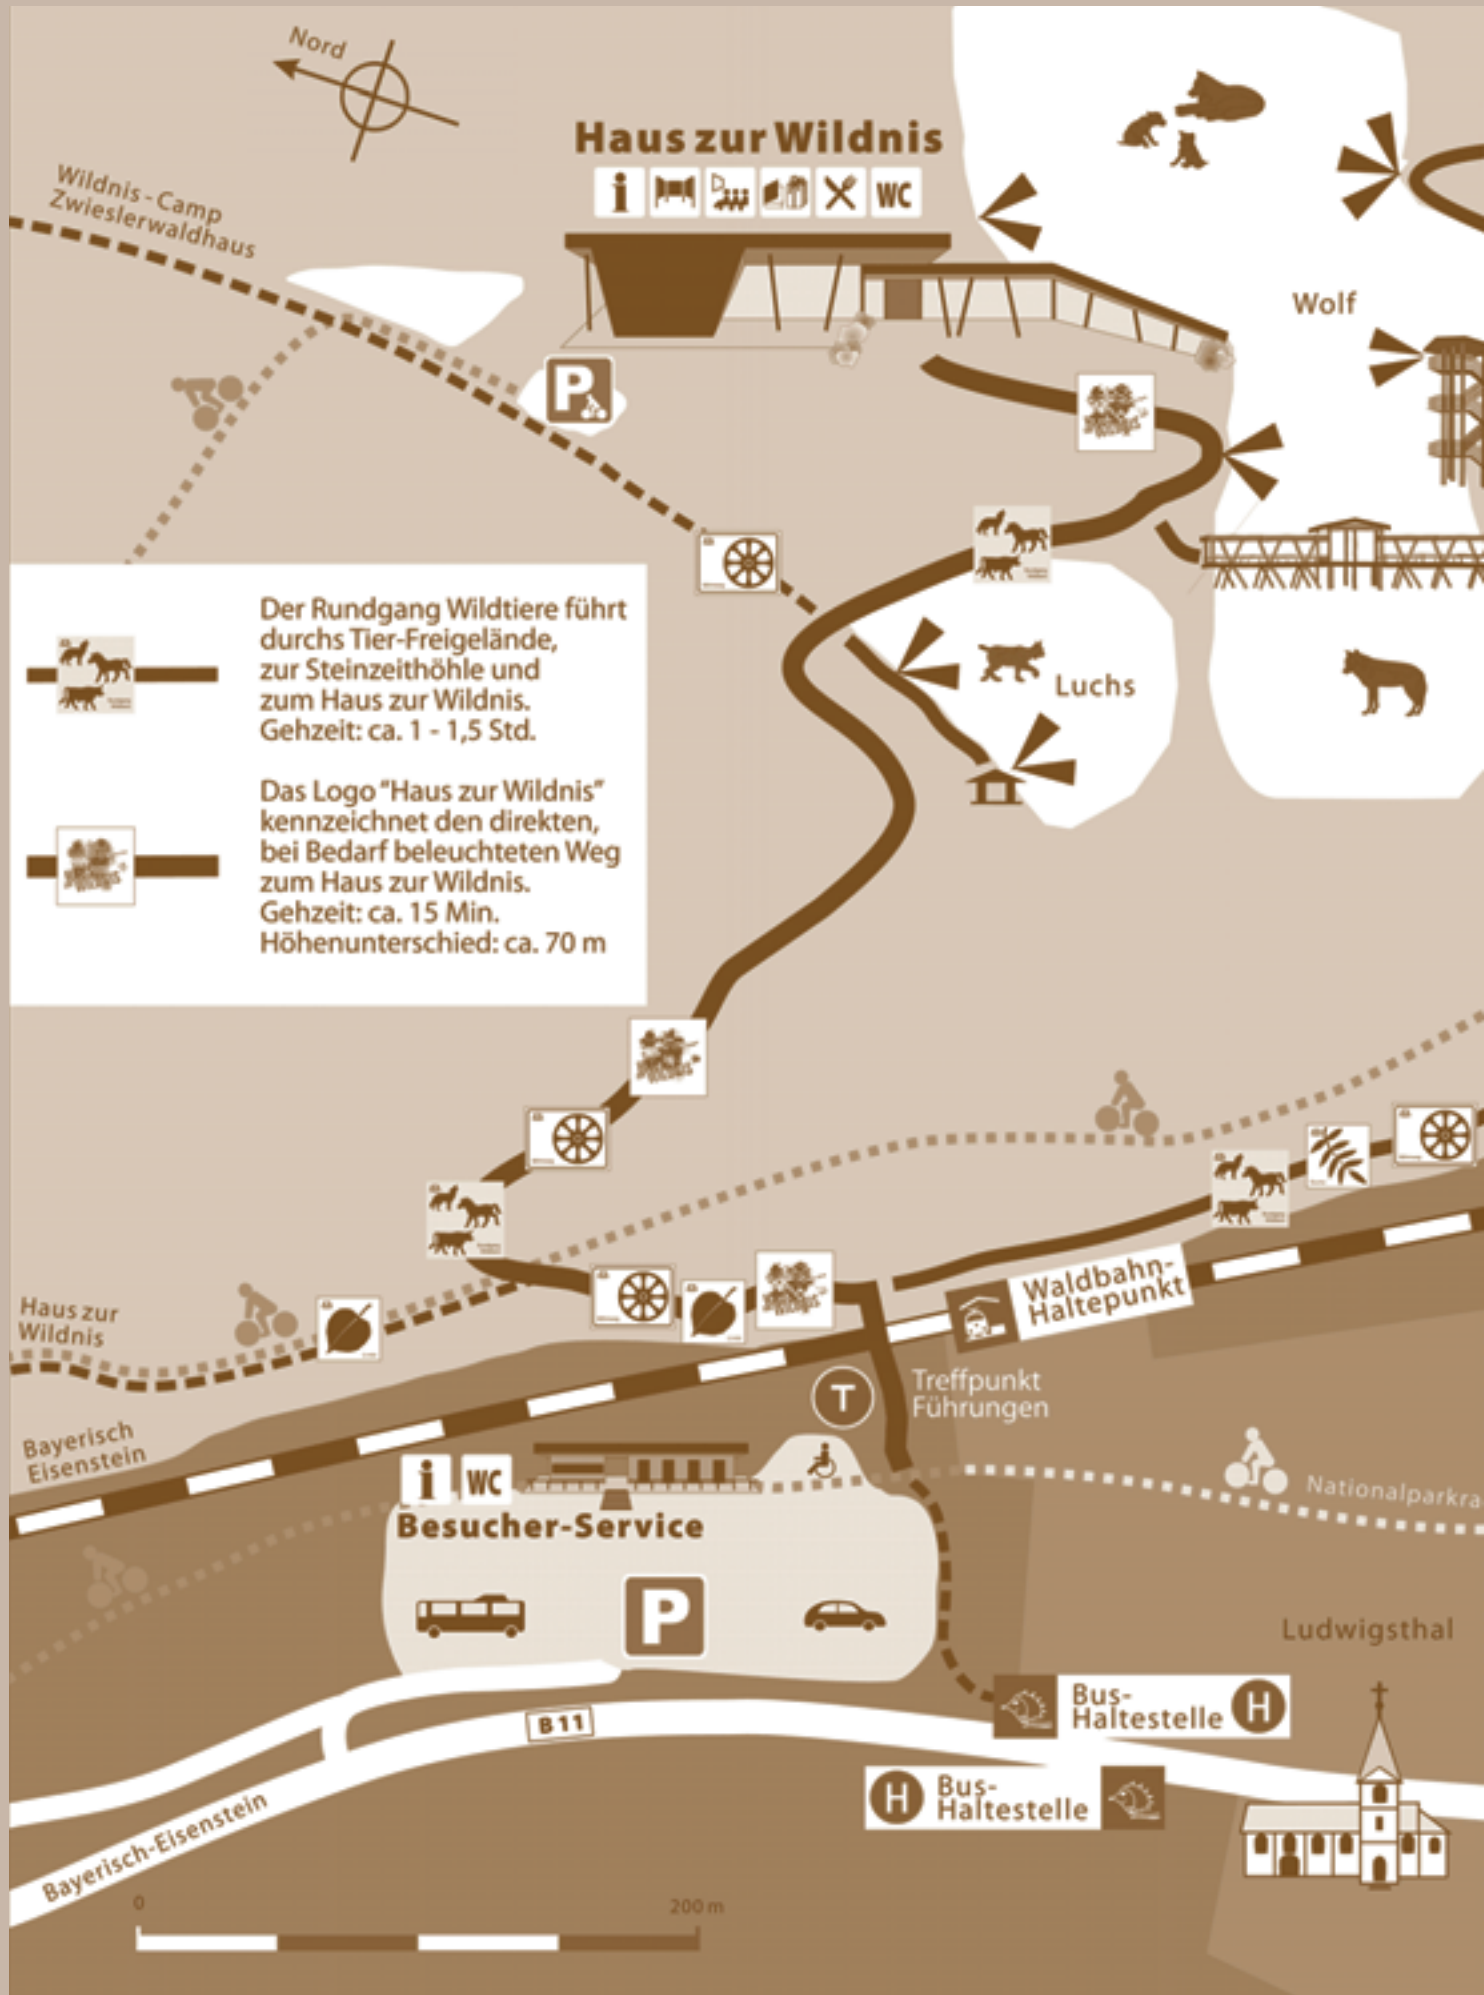 Nord
Haus zur Wildnis
WC
Wildnis-Camp
Zwieslerwaldhaus
Wolf
P
Der Rundgang Wildtiere führt
durchs Tier-Freigelände,
zur Steinzeithöhle und
zum Haus zur Wildnis.
Gehzeit: ca. 1 - 1,5 Std.
Luchs
Das Logo "Haus zur Wildnis"
kennzeichnet den direkten,
bei Bedarf beleuchteten Weg
zum Haus zur Wildnis.
Gehzeit: ca. 15 Min.
Höhenunterschied: ca. 70 m
Waldbahn-
Haltepunkt
Haus zur
Wildnis
T
Treffpunkt
Führungen
Bayerisch
Eisenstein
WC
Besucher-Service
Nationalparkra
P
Ludwigsthal
Bus-
Haltestelle H
B 11
H Bus-
Haltestelle
Bayerisch-Eisenstein
0 200 m